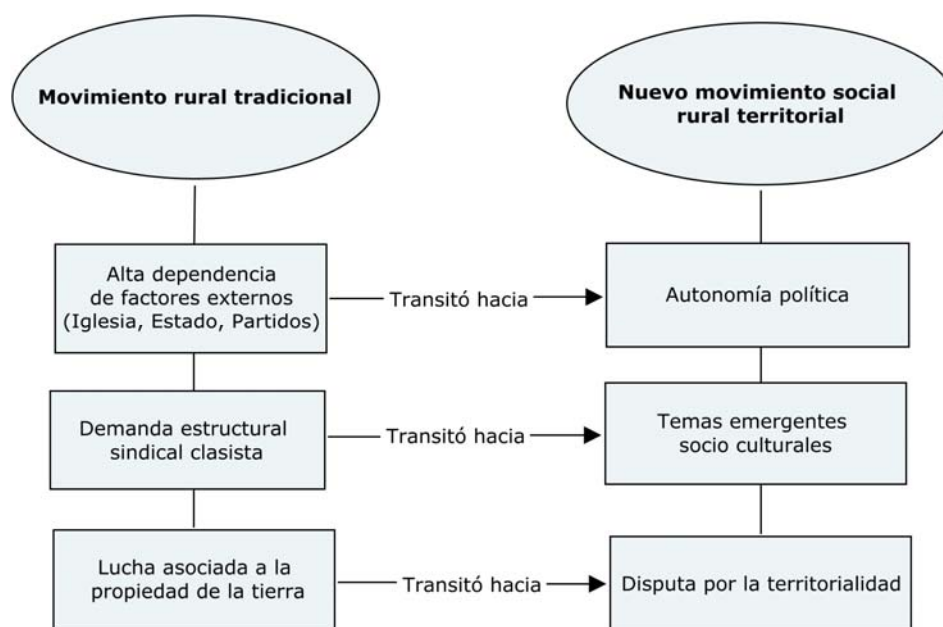 Movimiento rural tradicional
Nuevo movimiento social
rural territorial
Alta dependencia
de factores externos
(Iglesia, Estado, Partidos)
Transitó hacia
Autonomía política
Demanda estructural
sindical clasista
Transitó hacia
Temas emergentes
socio culturales
Lucha asociada a la
propiedad de la tierra
Transitó hacia
Disputa por la territorialidad